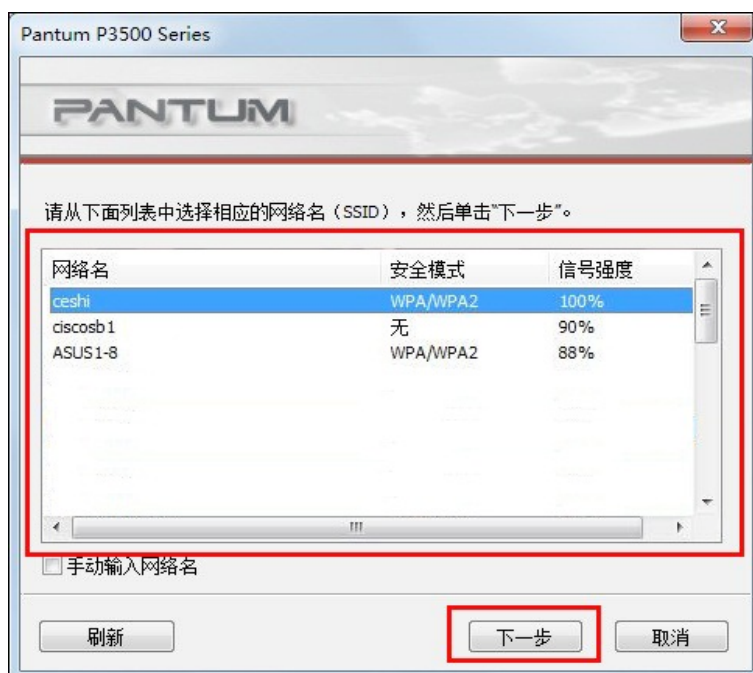 Pantum P3500 Series
PANTUM
请从下面列表中选择相应的网络名（SSID），然后单击“下一步”。
网络名 安全模式 信号强度
ceshi WPA/WPA2 100%
ciscosb1 无 90%
ASUS1-8 WPA/WPA2 88%
手动输入网络名
刷新 下一步 取消